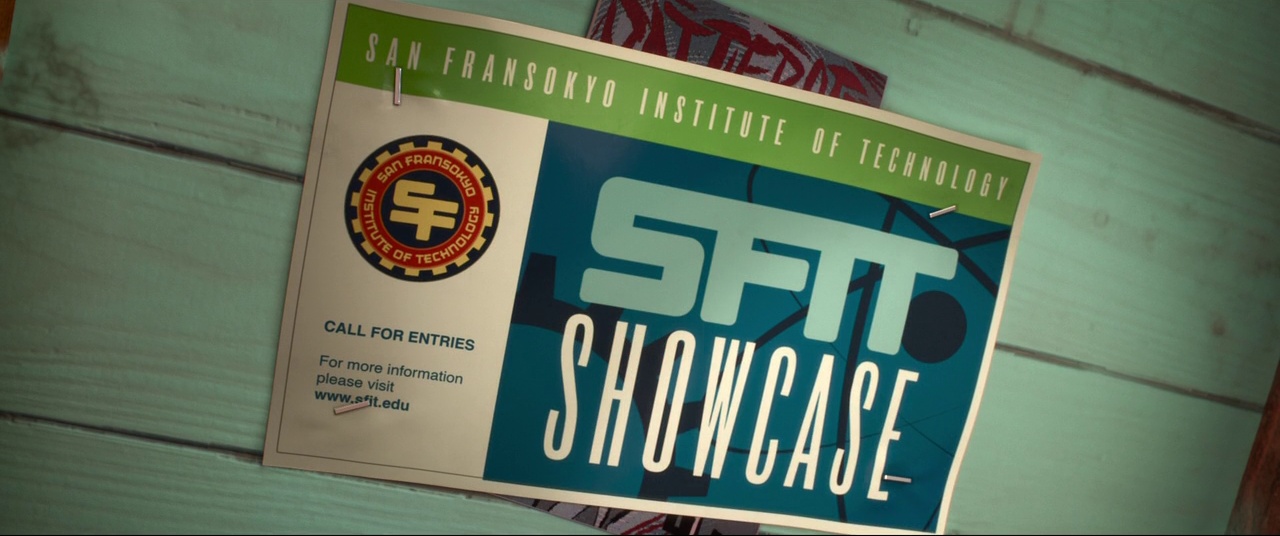 SAN FRANSOKYO INSTITUTE OF TECHNOLOGY
SAN FRANSOKYO
INSTITUTE OF TECHNOLOGY
SF
SFIT
SHOWCASE
CALL FOR ENTRIES
For more information
please visit
www.sfit.edu